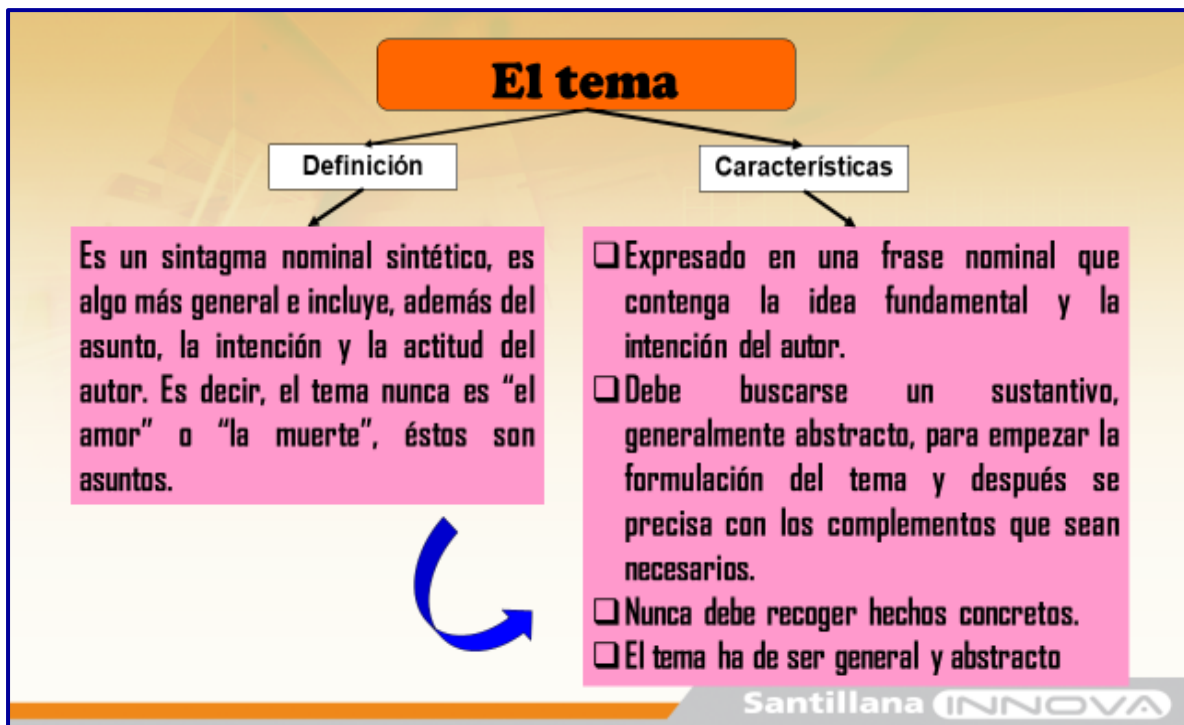 El tema
Definición
Característicås
Es un sintagma nominal sintético, es
algo más general e incluye, además del
asunto, la intención y la actitud del
autor. Es decir, el tema nunca es “el
amor” o “la muerte”, éstos son
asuntos.
Expresado en una frase nominal que
contenga la idea fundamental y la
intención del autor.
Debe buscarse un sustantivo,
generalmente abstracto, para empezar la
formulación del tema y después se
precisa con los complementos que sean
necesarios.
Nunca debe recoger hechos concretos.
El tema ha de ser general y abstracto
Santillana INNOVA